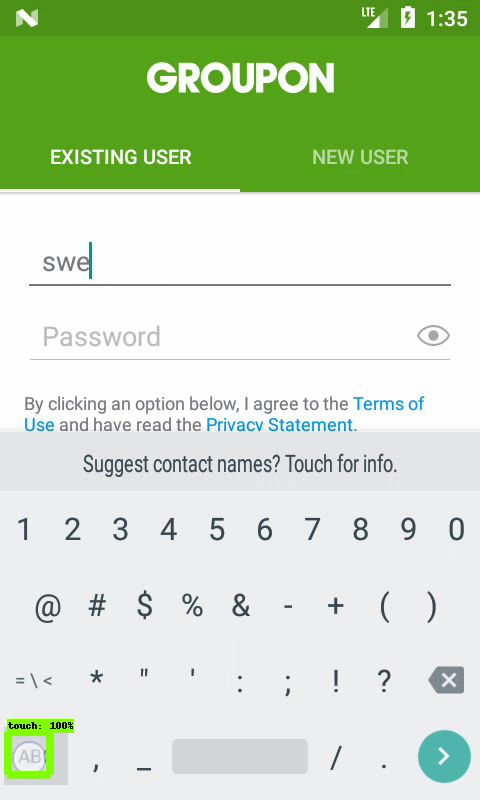 LTE 1:35
GROUPON
EXISTING USER NEW USER
swe
Password
By clicking an option below, I agree to the Terms of
Use and have read the Privacy Statement.
Suggest contact names? Touch for info.
1 2 3 4 5 6 7 8 9 0
@ # $ % & - + ( )
= \ < * " ' : ; ! ?
touch: 100%
AB , _ / .